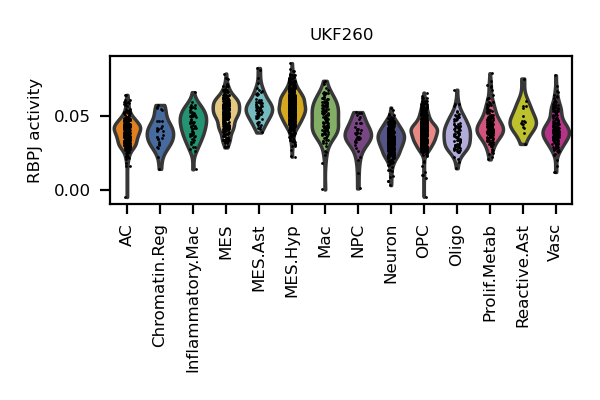 UKF260
RBPJ activity
0.05
0.00
AC
Chromatin.Reg
Inflammatory.Mac
MES
MES.Ast
MES.Hyp
Mac
NPC
Neuron
OPC
Oligo
Prolif.Metab
Reactive.Ast
Vasc